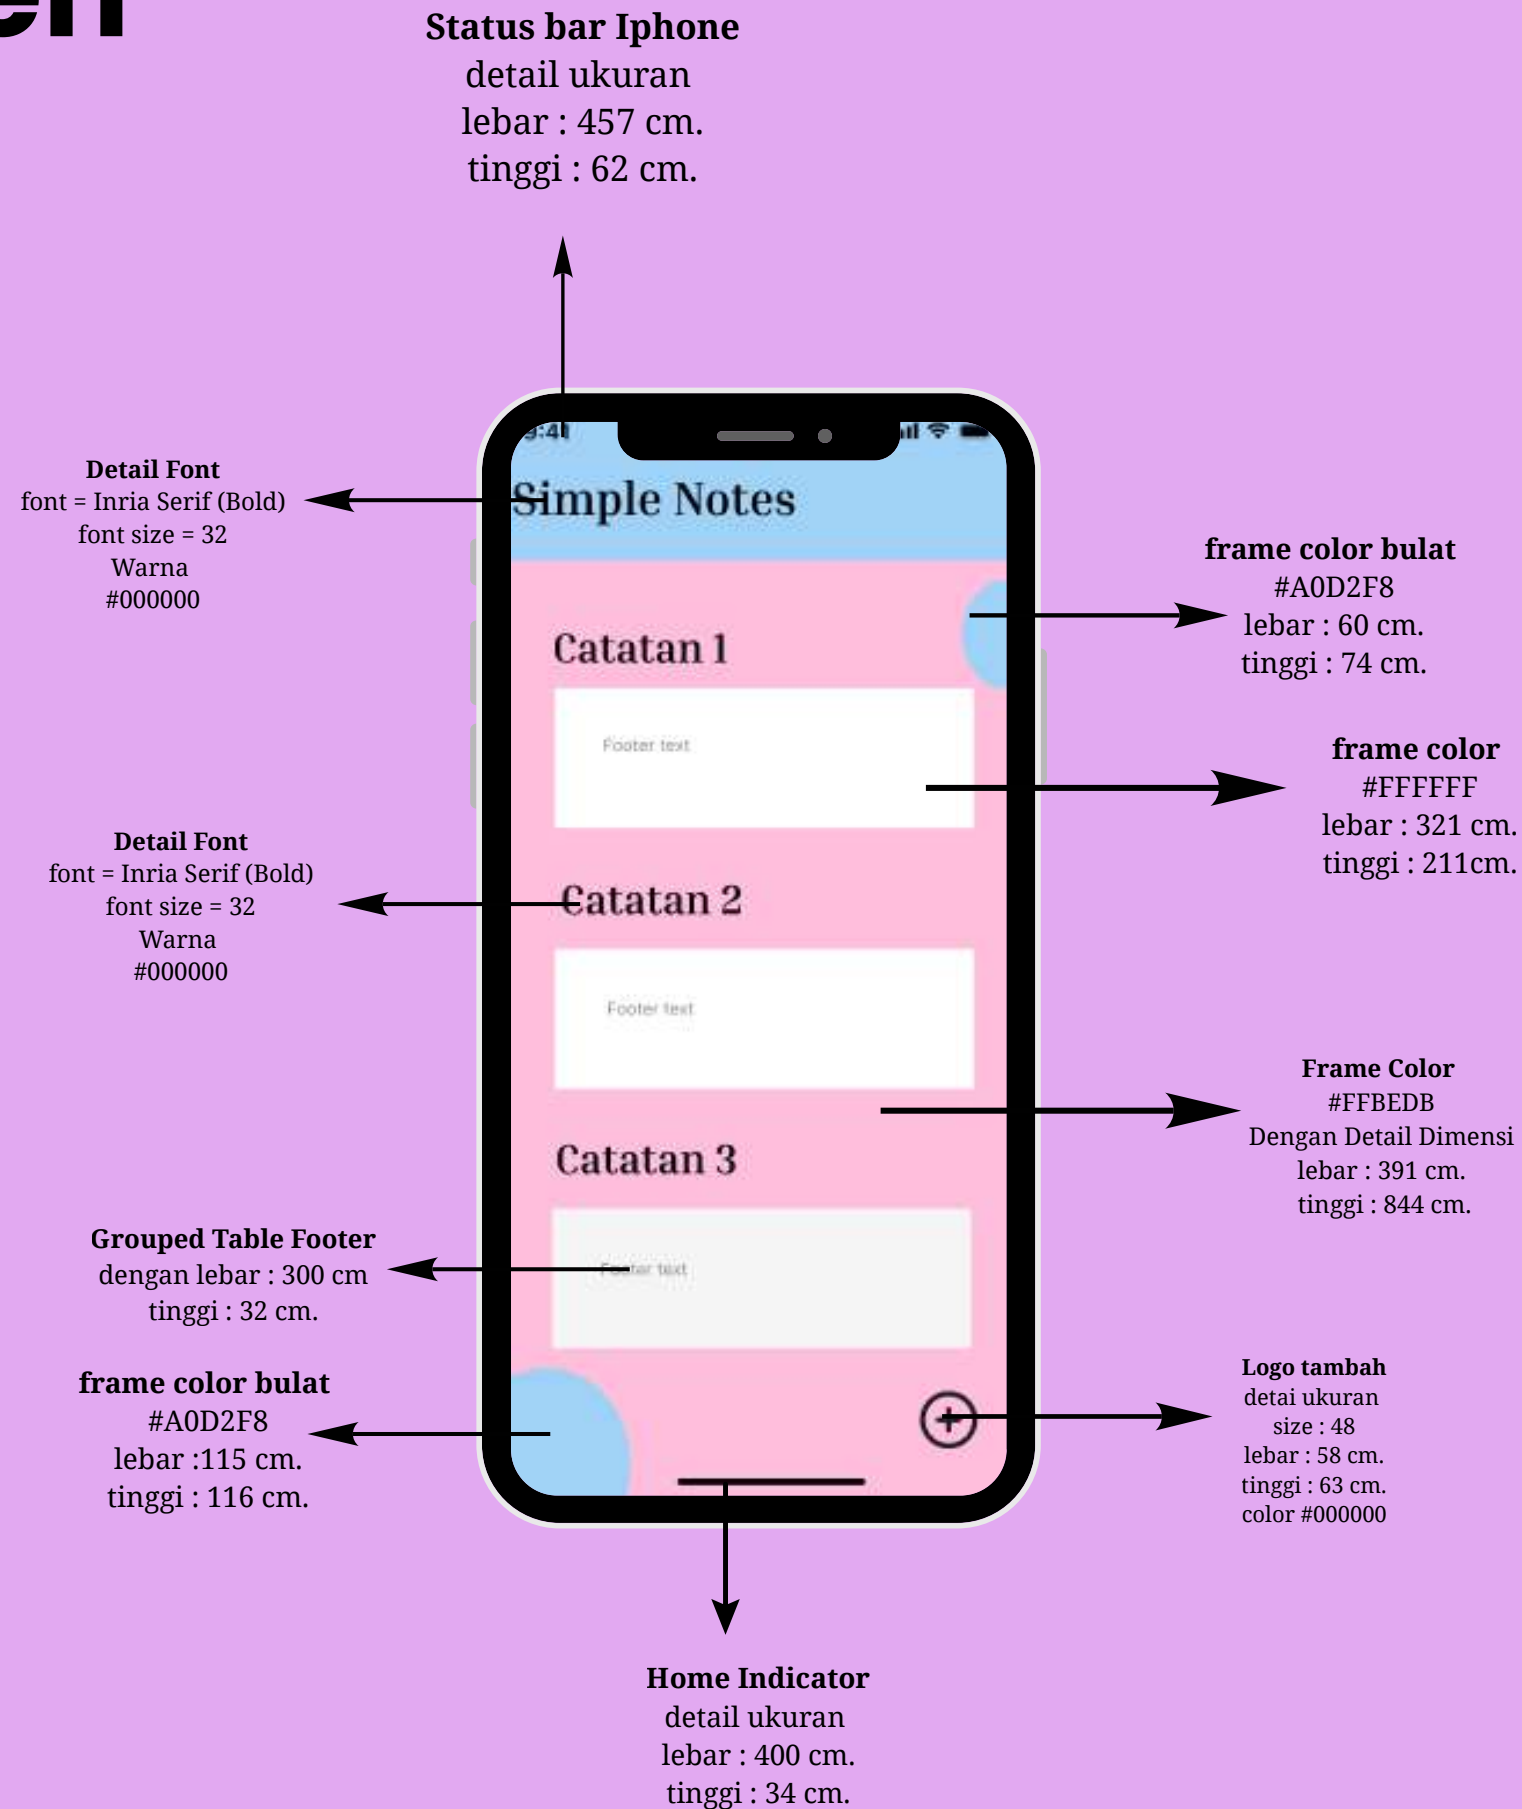 Status bar Iphone
detail ukuran
lebar : 457 cm.
tinggi : 62 cm.
Simple Notes
Detail Font
font = Inria Serif (Bold)
font size = 32
Warna
#000000
frame color bulat
#A0D2F8
lebar : 60 cm.
tinggi : 74 cm.
Catatan 1
Footer text
frame color
#FFFFFF
lebar : 321 cm.
tinggi : 211cm.
Detail Font
font = Inria Serif (Bold)
font size = 32
Warna
#000000
Catatan 2
Footer text
Frame Color
#FFBEDB
Dengan Detail Dimensi
lebar : 391 cm.
tinggi : 844 cm.
Catatan 3
Footer text
Grouped Table Footer
dengan lebar : 300 cm
tinggi : 32 cm.
frame color bulat
#A0D2F8
lebar :115 cm.
tinggi : 116 cm.
Logo tambah
detai ukuran
size : 48
lebar : 58 cm.
tinggi : 63 cm.
color #000000
Home Indicator
detail ukuran
lebar : 400 cm.
tinggi : 34 cm.